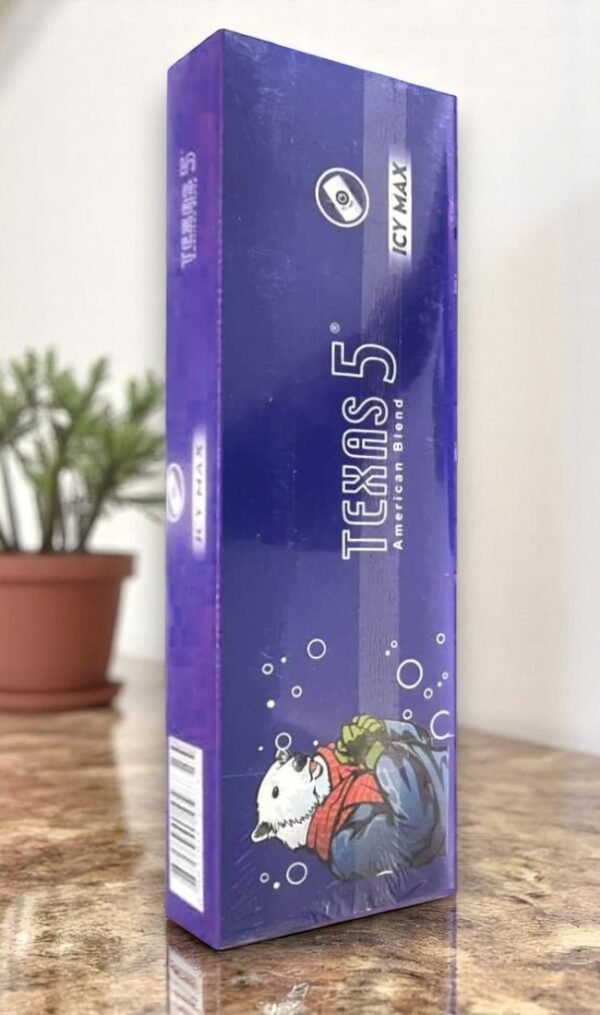 TEXAS 5®
American Blend
ICY MAX
TEXAS 5
ICY MAX